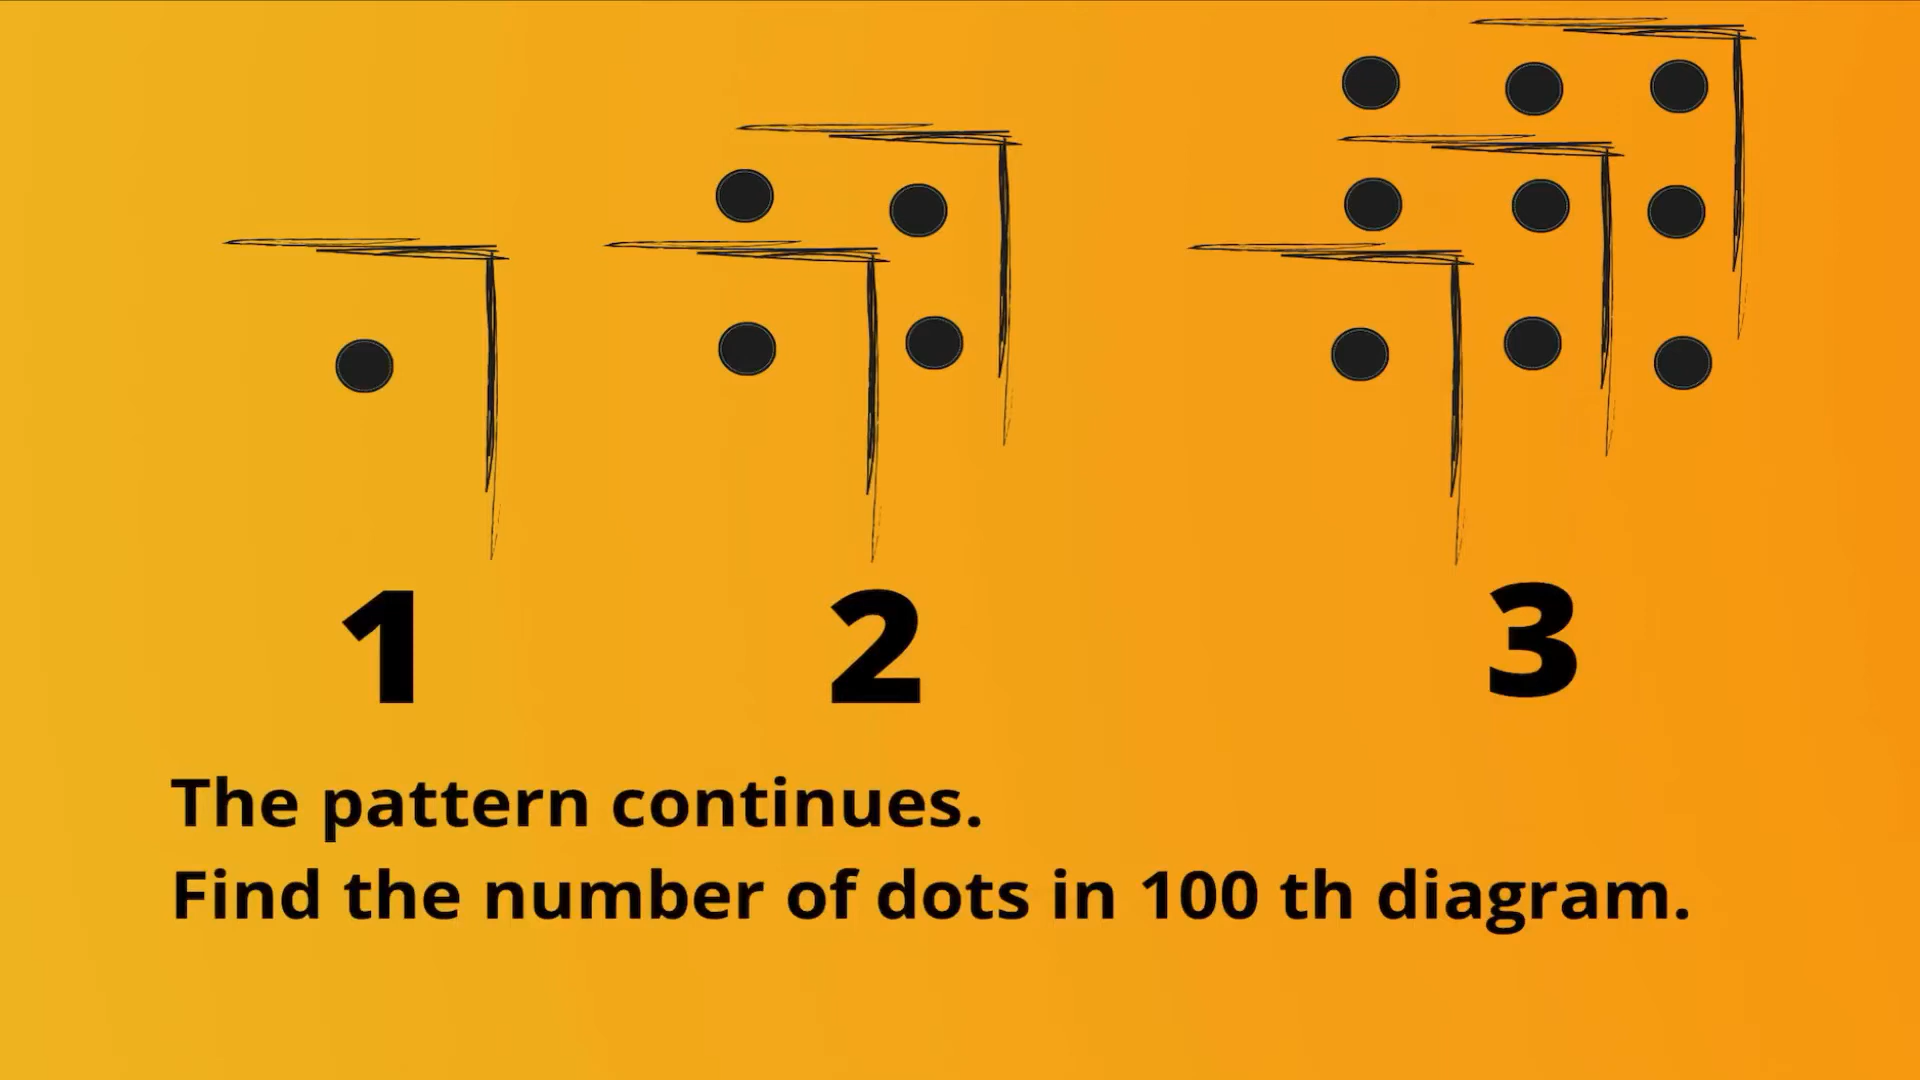 1 2 3
The pattern continues.
Find the number of dots in 100 th diagram.